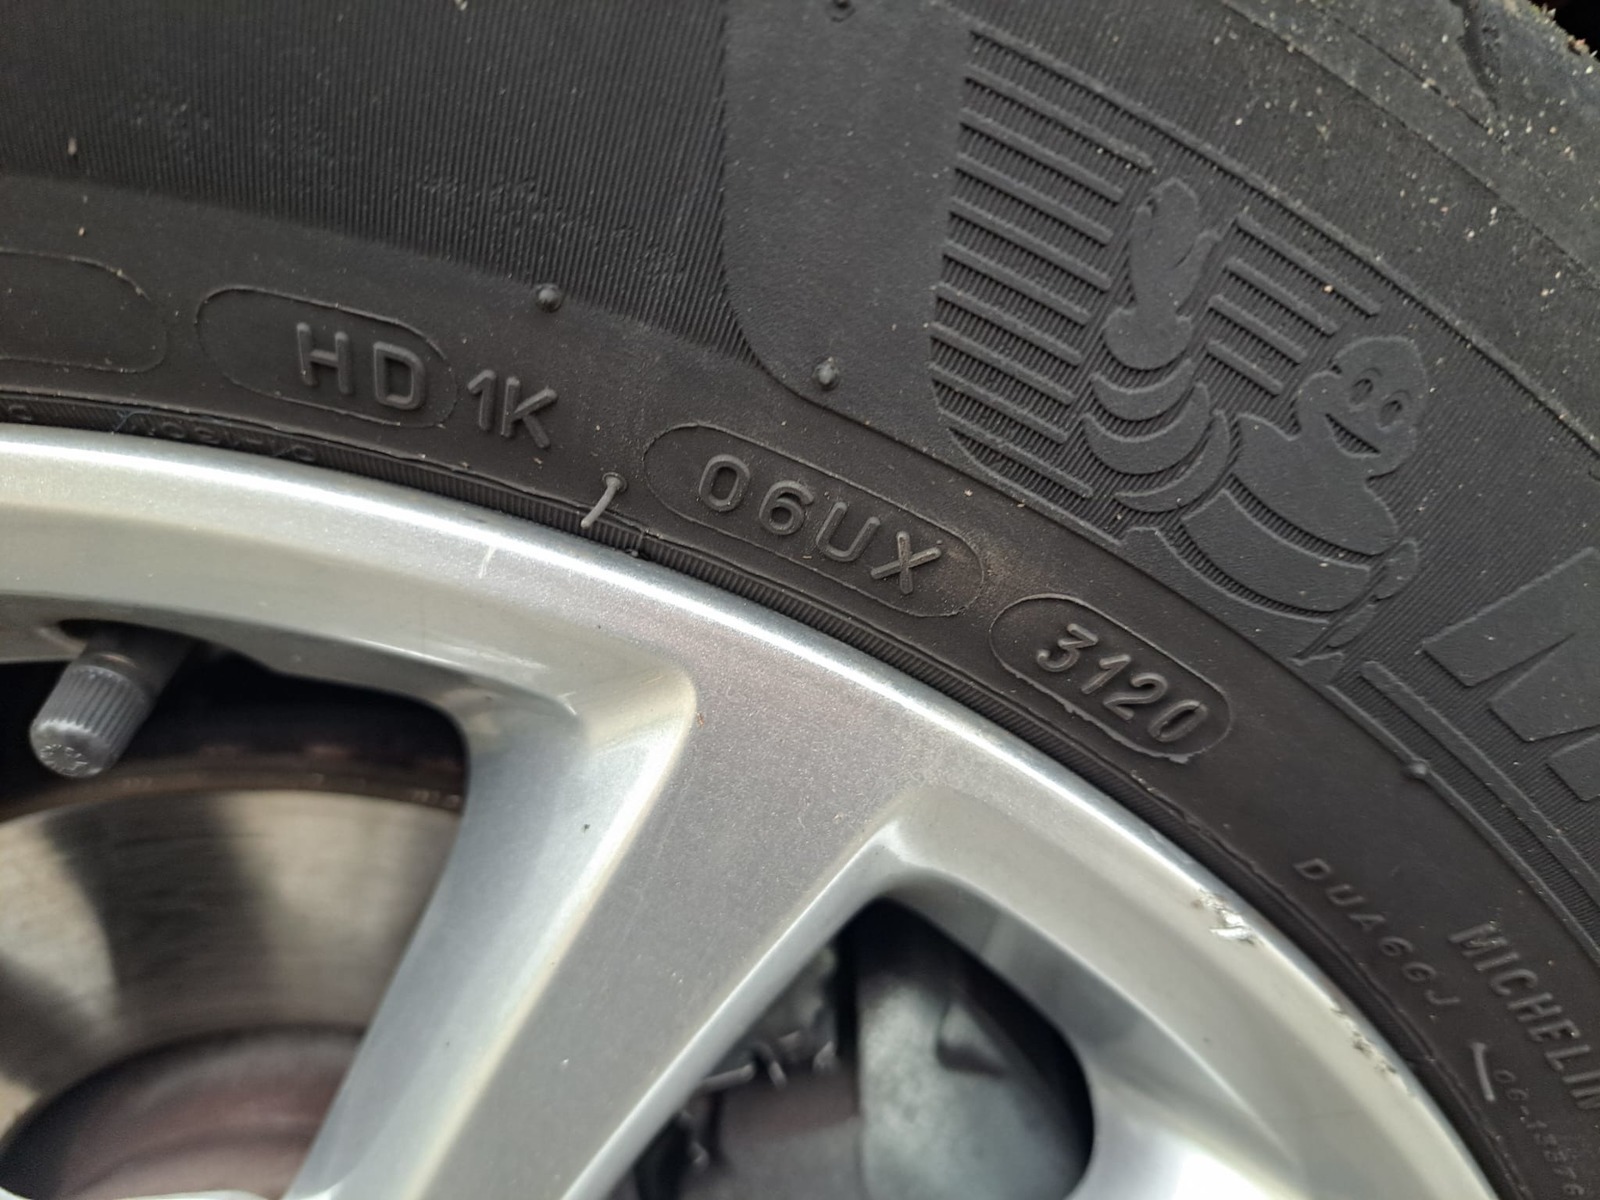 HD 1K
06UX
3120
DUA66J
MICHELIN